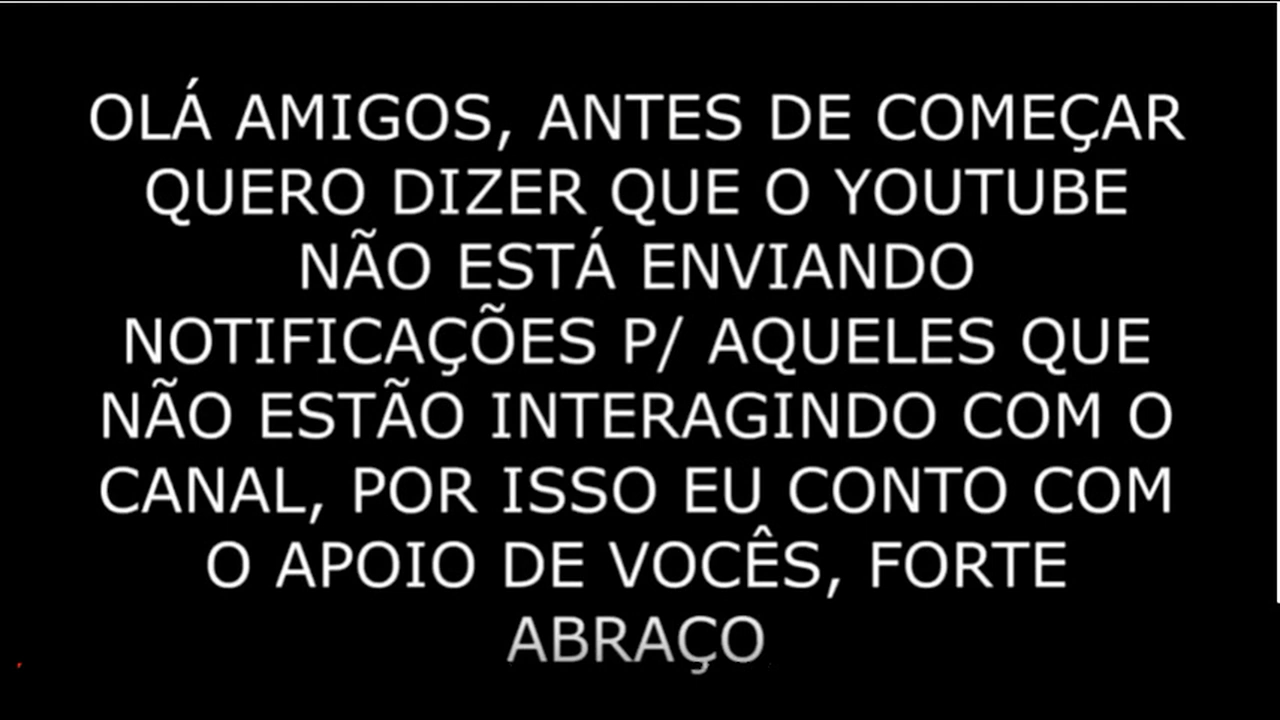 OLÁ AMIGOS, ANTES DE COMEÇAR
QUERO DIZER QUE O YOUTUBE
NÃO ESTÁ ENVIANDO
NOTIFICAÇÕES P/ AQUELES QUE
NÃO ESTÃO INTERAGINDO COM O
CANAL, POR ISSO EU CONTO COM
O APOIO DE VOCÊS, FORTE
ABRAÇO